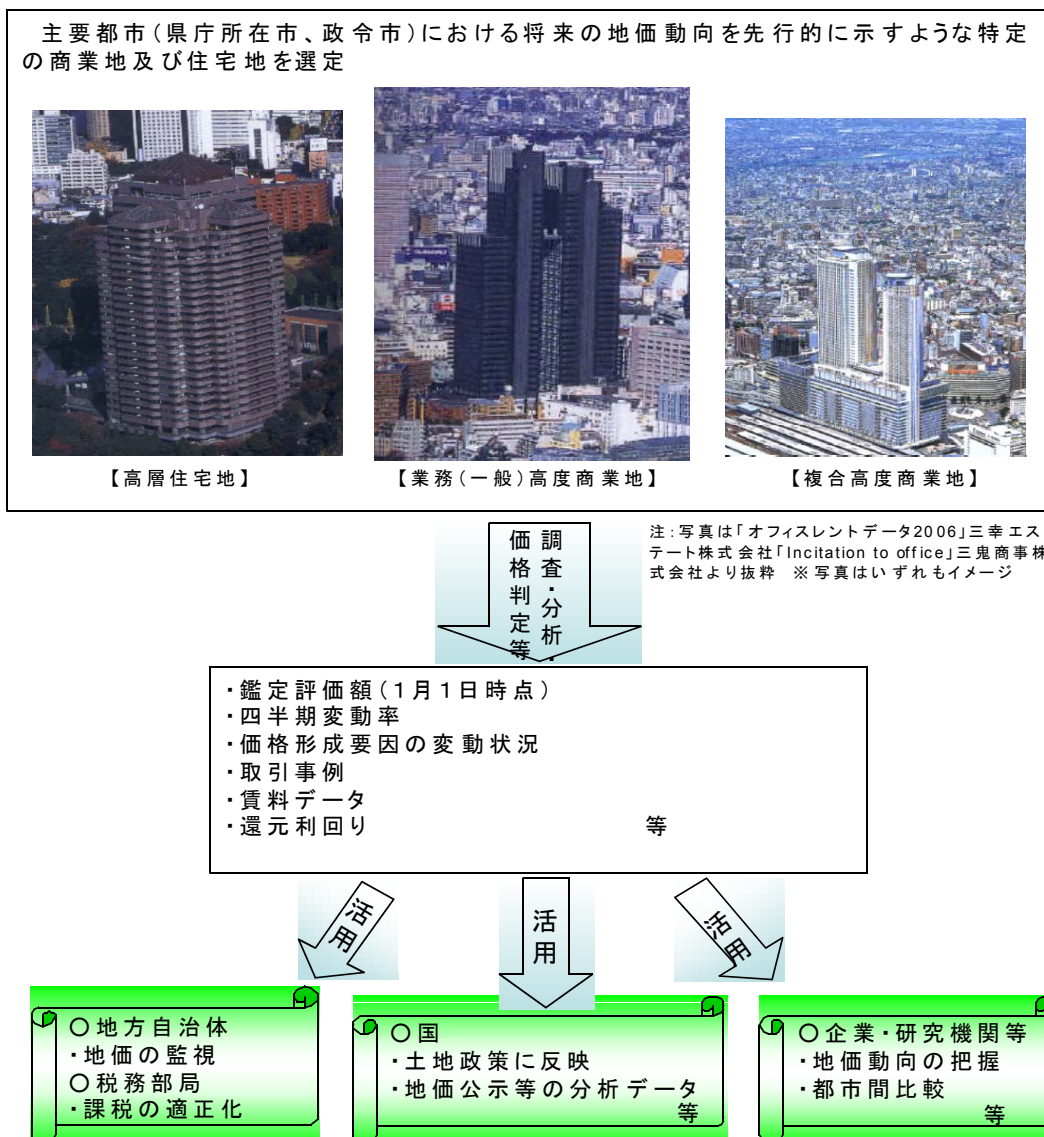 主要都市(県庁所在市、政令市)における将来の地価動向を先行的に示すような特定
の商業地及び住宅地を選定
【高層住宅地】
【業務(一般)高度商業地】
【複合高度商業地】
注:写真は「オフィスレントデータ2006」三幸エス
テート株式会社「Incitation to office」三鬼商事株
式会社より抜粋 ※写真はいずれもイメージ
調査・分析・
価格判定等
・鑑定評価額(1月1日時点)
・四半期変動率
・価格形成要因の変動状況
・取引事例
・賃料データ
・還元利回り 等
活用
活用
活用
○地方自治体
・地価の監視
○税務部局
・課税の適正化
○国
・土地政策に反映
・地価公示等の分析データ
等
○企業・研究機関等
・地価動向の把握
・都市間比較
等